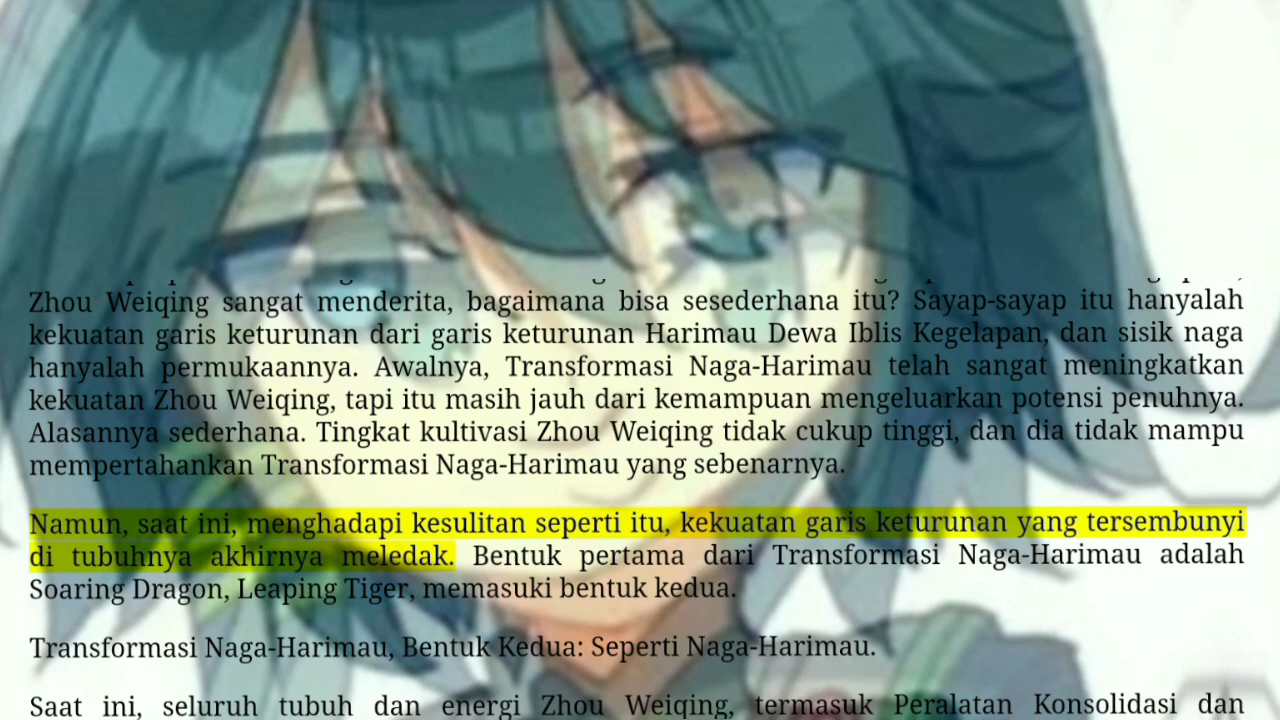 Zhou Weiqing sangat menderita, bagaimana bisa sesederhana itu? Sayap-sayap itu hanyalah
kekuatan garis keturunan dari garis keturunan Harimau Dewa Iblis Kegelapan, dan sisik naga
hanyalah permukaannya. Awalnya, Transformasi Naga-Harimau telah sangat meningkatkan
kekuatan Zhou Weiqing, tapi itu masih jauh dari kemampuan mengeluarkan potensi penuhnya.
Alasannya sederhana. Tingkat kultivasi Zhou Weiqing tidak cukup tinggi, dan dia tidak mampu
mempertahankan Transformasi Naga-Harimau yang sebenarnya.
Namun, saat ini, menghadapi kesulitan seperti itu, kekuatan garis keturunan yang tersembunyi
di tubuhnya akhirnya meledak. Bentuk pertama dari Transformasi Naga-Harimau adalah
Soaring Dragon, Leaping Tiger, memasuki bentuk kedua.
Transformasi Naga-Harimau, Bentuk Kedua: Seperti Naga-Harimau.
Saat ini, seluruh tubuh dan energi Zhou Weiqing, termasuk Peralatan Konsolidasi dan